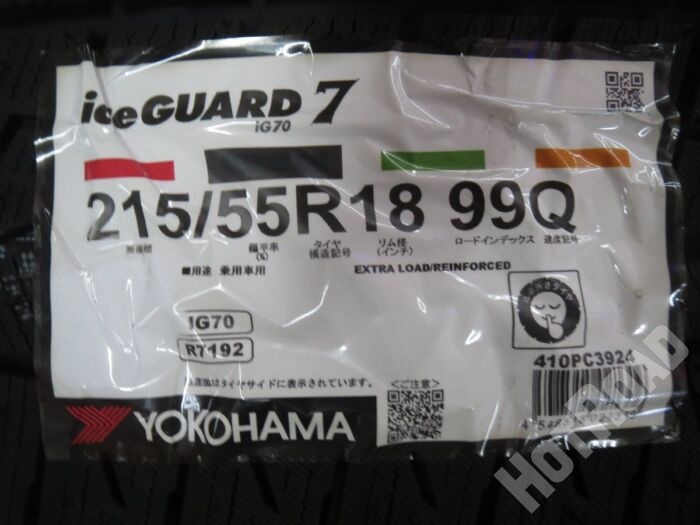 iceGUARD 7
iG70
215/55R18 99Q
断面幅
偏平率
(%)
タイヤ
構造記号
リム径
(インチ)
ロードインデックス
速度記号
■用途 乗用車用
EXTRA LOAD/REINFORCED
IG70
R7192
410PC3924
はタイヤサイドに表示されています。
<ご注意>
YOKOHAMA
HotROAD